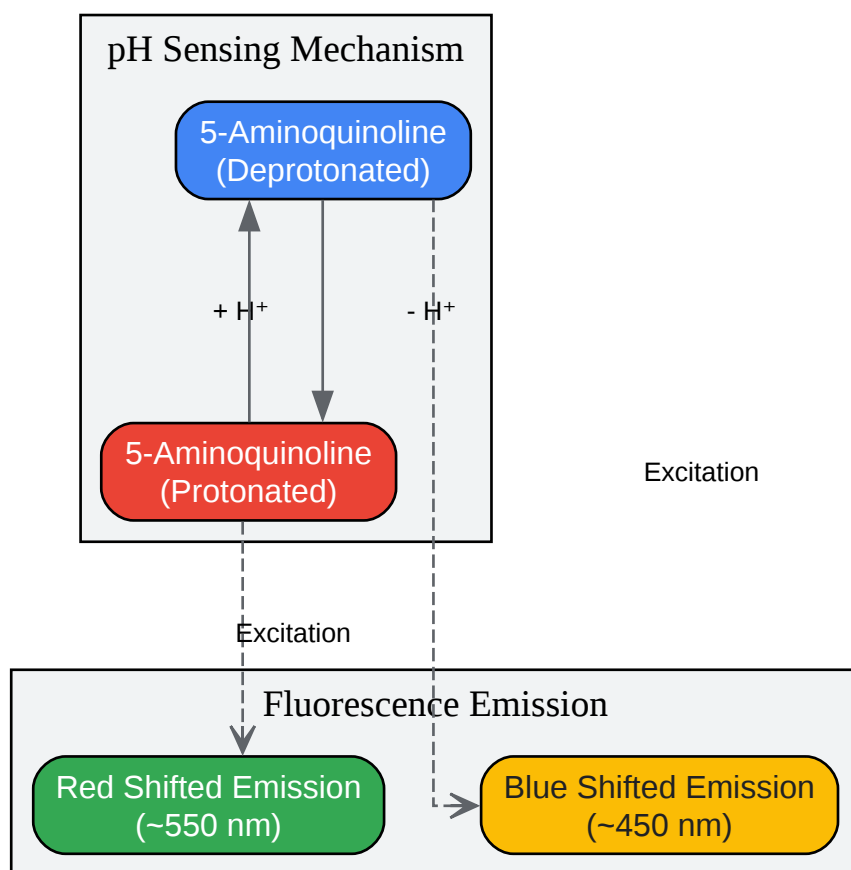 pH Sensing Mechanism
5-Aminoquinoline
(Deprotonated)
+ H⁺
- H⁺
5-Aminoquinoline
(Protonated)
Excitation
Excitation
Fluorescence Emission
Red Shifted Emission
(~550 nm)
Blue Shifted Emission
(~450 nm)